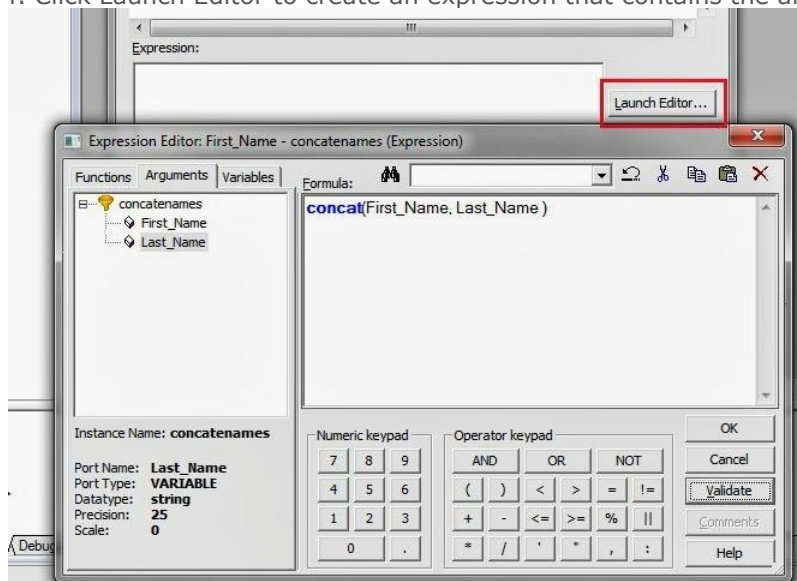 Click Launch Editor to create an expression that contains the
Expression:
Launch Editor...
Expression Editor: First_Name - concatenames (Expression)
Functions Arguments Variables
Formula:
concatenames
First_Name
Last_Name
concat(First_Name, Last_Name )
Instance Name: concatenames
Port Name: Last_Name
Port Type: VARIABLE
Datatype: string
Precision: 25
Scale: 0
Numeric keypad
7 8 9
4 5 6
1 2 3
0 .
Operator keypad
AND OR NOT
( ) < > = !=
+ - <= >= % ||
* / ' " , :
OK
Cancel
Validate
Comments
Help
Debug